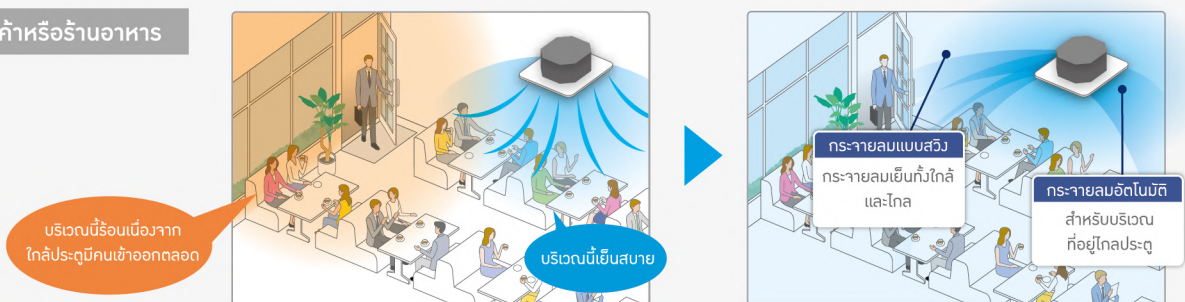 ค้าหรือร้านอาหาร
บริเวณนี้ร้อนเนื่องจาก
ใกล้ประตูมีคนเข้าออกตลอด
บริเวณนี้เย็นสบาย
กระจายลมแบบสวิง
กระจายลมเย็นทั้งใกล้
และไกล
กระจายลมอัตโนมัติ
สำหรับบริเวณ
ที่อยู่ไกลประตู